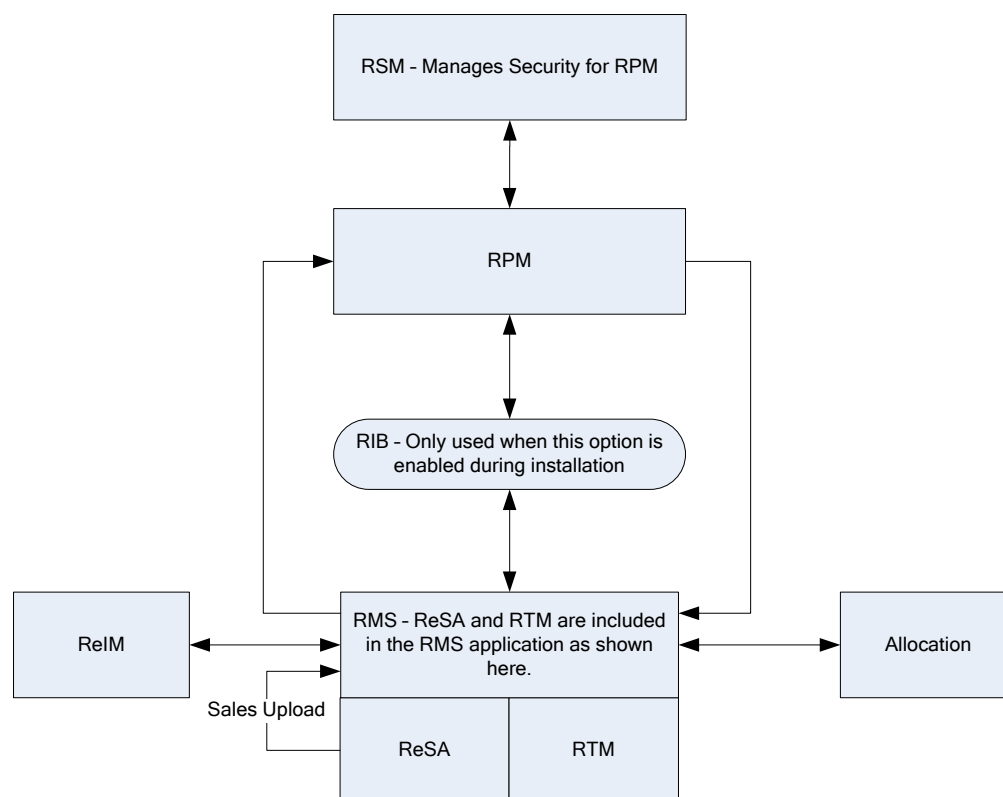 RSM - Manages Security for RPM
RPM
RIB - Only used when this option is
enabled during installation
ReIM
RMS - ReSA and RTM are included
in the RMS application as shown
here.
Allocation
Sales Upload
ReSA
RTM